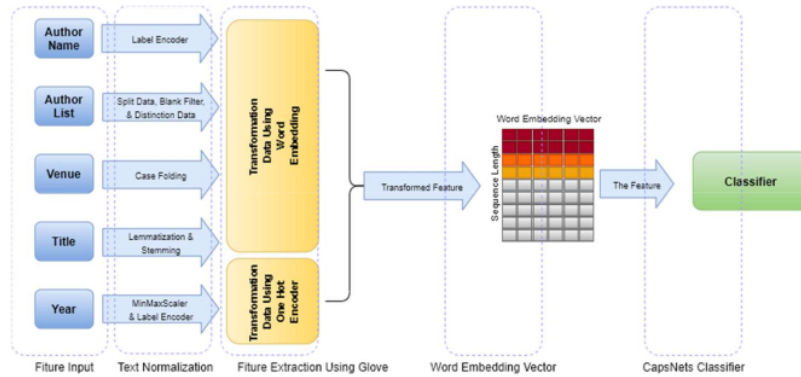 Author
Name
Label Encoder
Author
List
Split Data, Blank Filter,
& Distinction Data
Venue
Case Folding
Title
Lemmatization &
Stemming
Year
MinMaxScaler
& Label Encoder
Transformation
Data Using
Word
Embedding
Transformation
Data Using
One Hot
Encoder
Transformed Feature
Word Embedding Vector
Sequence Length
The Feature
Classifier
Fiture Input
Text Normalization
Fiture Extraction Using Glove
Word Embedding Vector
CapsNets Classifier